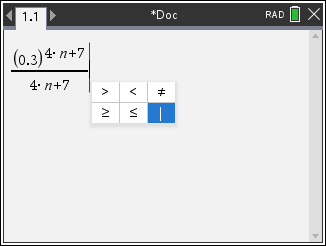 1.1 *Doc RAD
(0.3)^(4· n+7)
4· n+7
> < ≠
≥ ≤ |